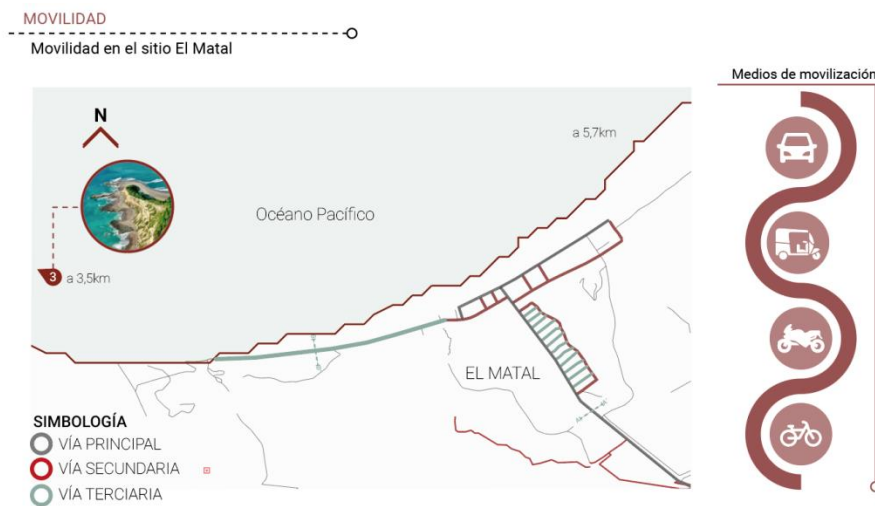 MOVILIDAD
Movilidad en el sitio El Matal
Medios de movilización
N
a 5,7km
Océano Pacífico
3 a 3,5km
EL MATAL
SIMBOLOGÍA
VÍA PRINCIPAL
VÍA SECUNDARIA
VÍA TERCIARIA